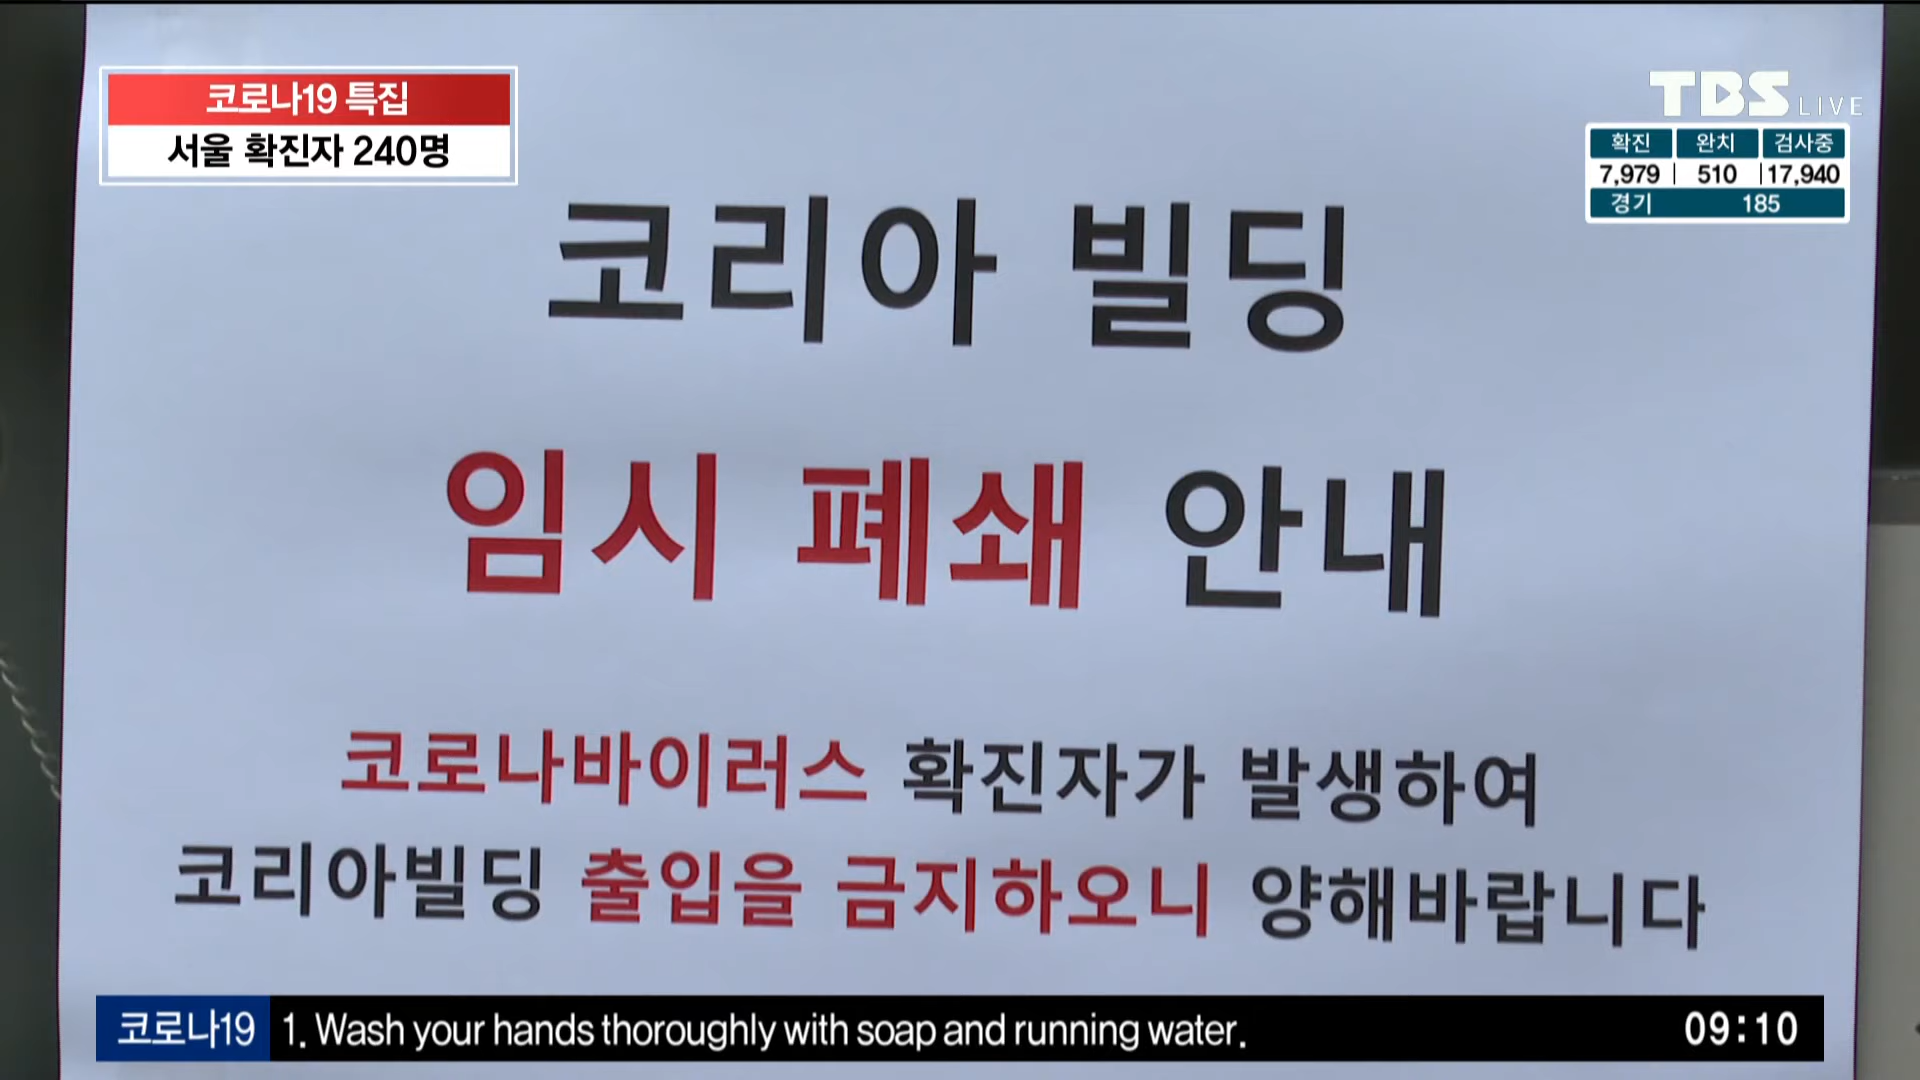 코로나19 특집
서울 확진자 240명
TBS LIVE
확진 완치 검사중
7,979 510 17,940
경기 185
코리아 빌딩
임시 폐쇄 안내
코로나바이러스 확진자가 발생하여
코리아빌딩 출입을 금지하오니 양해바랍니다
코로나19 1. Wash your hands thoroughly with soap and running water. 09:10